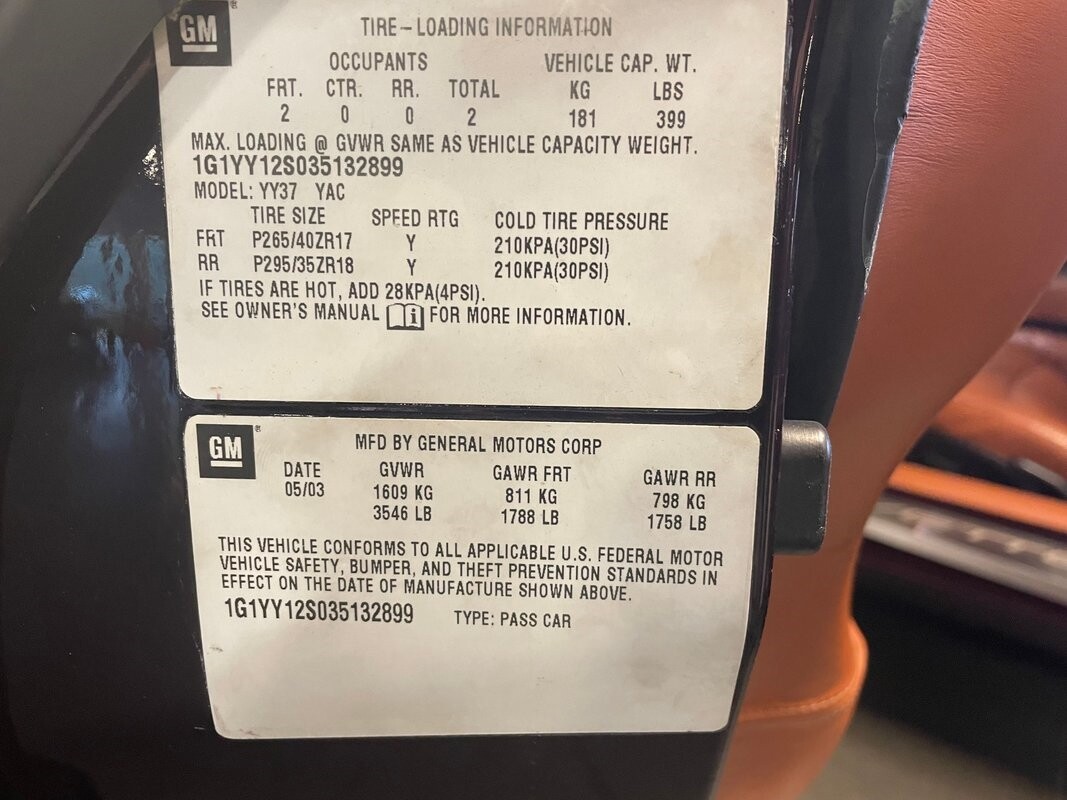 GM ®
TIRE–LOADING INFORMATION
OCCUPANTS VEHICLE CAP. WT.
FRT. CTR. RR. TOTAL KG LBS
2 0 0 2 181 399
MAX. LOADING @ GVWR SAME AS VEHICLE CAPACITY WEIGHT.
1G1YY12S035132899
MODEL: YY37 YAC
TIRE SIZE SPEED RTG COLD TIRE PRESSURE
FRT P265/40ZR17 Y 210KPA(30PSI)
RR P295/35ZR18 Y 210KPA(30PSI)
IF TIRES ARE HOT, ADD 28KPA(4PSI).
SEE OWNER'S MANUAL i FOR MORE INFORMATION.
GM ®
MFD BY GENERAL MOTORS CORP
DATE GVWR GAWR FRT GAWR RR
05/03 1609 KG 811 KG 798 KG
3546 LB 1788 LB 1758 LB
THIS VEHICLE CONFORMS TO ALL APPLICABLE U.S. FEDERAL MOTOR
VEHICLE SAFETY, BUMPER, AND THEFT PREVENTION STANDARDS IN
EFFECT ON THE DATE OF MANUFACTURE SHOWN ABOVE.
1G1YY12S035132899 TYPE: PASS CAR